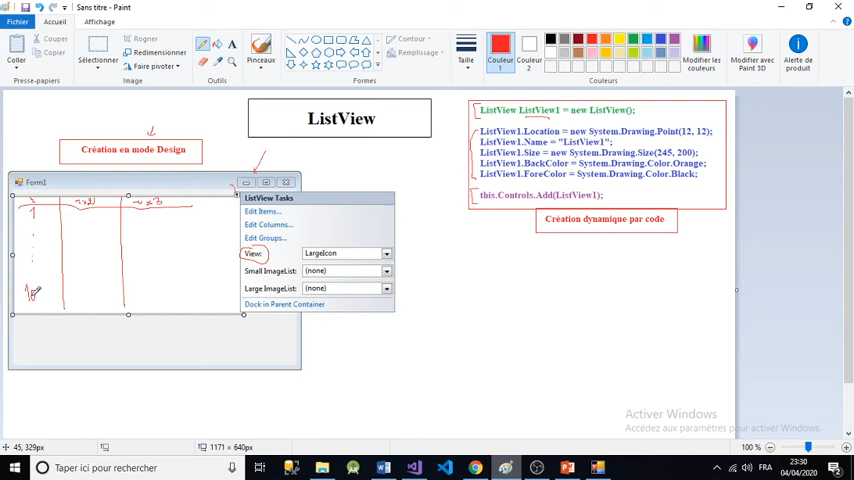 Sans titre - Paint
Fichier Accueil Affichage
Coller
Couper
Copier
Presse-papiers
Sélectionner
Rogner
Redimensionner
Faire pivoter
Image
A
Outils
Pinceaux
Contour
Remplissage
Formes
Taille
Couleur 1
Couleur 2
Modifier les couleurs
Couleurs
Modifier avec Paint 3D
Alerte de produit
ListView
Création en mode Design
Form1
1
10
ListView Tasks
Edit Items...
Edit Columns...
Edit Groups...
View: LargeIcon
Small ImageList: (none)
Large ImageList: (none)
Dock in Parent Container
ListView ListView1 = new ListView();
ListView1.Location = new System.Drawing.Point(12, 12);
ListView1.Name = "ListView1";
ListView1.Size = new System.Drawing.Size(245, 200);
ListView1.BackColor = System.Drawing.Color.Orange;
ListView1.ForeColor = System.Drawing.Color.Black;
this.Controls.Add(ListView1);
Création dynamique par code
Activer Windows
Accédez aux paramètres pour activer Windows.
45, 329px
1171 × 640px
100 %
Taper ici pour rechercher
FRA
23:30
04/04/2020
2